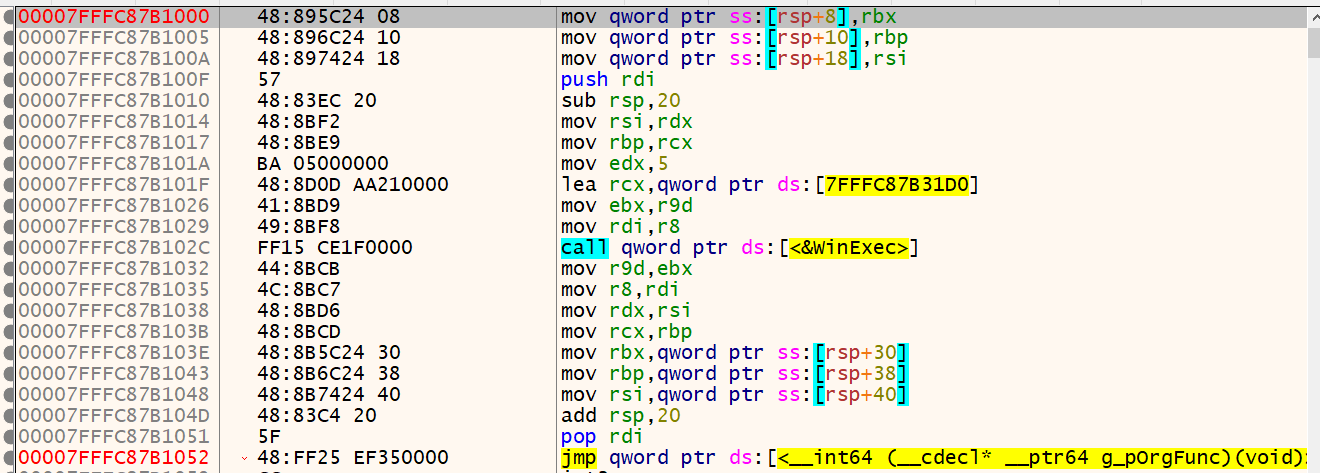 00007FFFC87B1000 48:895C24 08 mov qword ptr ss:[rsp+8],rbx
00007FFFC87B1005 48:896C24 10 mov qword ptr ss:[rsp+10],rbp
00007FFFC87B100A 48:897424 18 mov qword ptr ss:[rsp+18],rsi
00007FFFC87B100F 57 push rdi
00007FFFC87B1010 48:83EC 20 sub rsp,20
00007FFFC87B1014 48:8BF2 mov rsi,rdx
00007FFFC87B1017 48:8BE9 mov rbp,rcx
00007FFFC87B101A BA 05000000 mov edx,5
00007FFFC87B101F 48:8D0D AA210000 lea rcx,qword ptr ds:[7FFFC87B31D0]
00007FFFC87B1026 41:8BD9 mov ebx,r9d
00007FFFC87B1029 49:8BF8 mov rdi,r8
00007FFFC87B102C FF15 CE1F0000 call qword ptr ds:[<&WinExec>]
00007FFFC87B1032 44:8BCB mov r9d,ebx
00007FFFC87B1035 4C:8BC7 mov r8,rdi
00007FFFC87B1038 48:8BD6 mov rdx,rsi
00007FFFC87B103B 48:8BCD mov rcx,rbp
00007FFFC87B103E 48:8B5C24 30 mov rbx,qword ptr ss:[rsp+30]
00007FFFC87B1043 48:8B6C24 38 mov rbp,qword ptr ss:[rsp+38]
00007FFFC87B1048 48:8B7424 40 mov rsi,qword ptr ss:[rsp+40]
00007FFFC87B104D 48:83C4 20 add rsp,20
00007FFFC87B1051 5F pop rdi
00007FFFC87B1052 48:FF25 EF350000 jmp qword ptr ds:[<__int64 (__cdecl* __ptr64 g_pOrgFunc)(void)